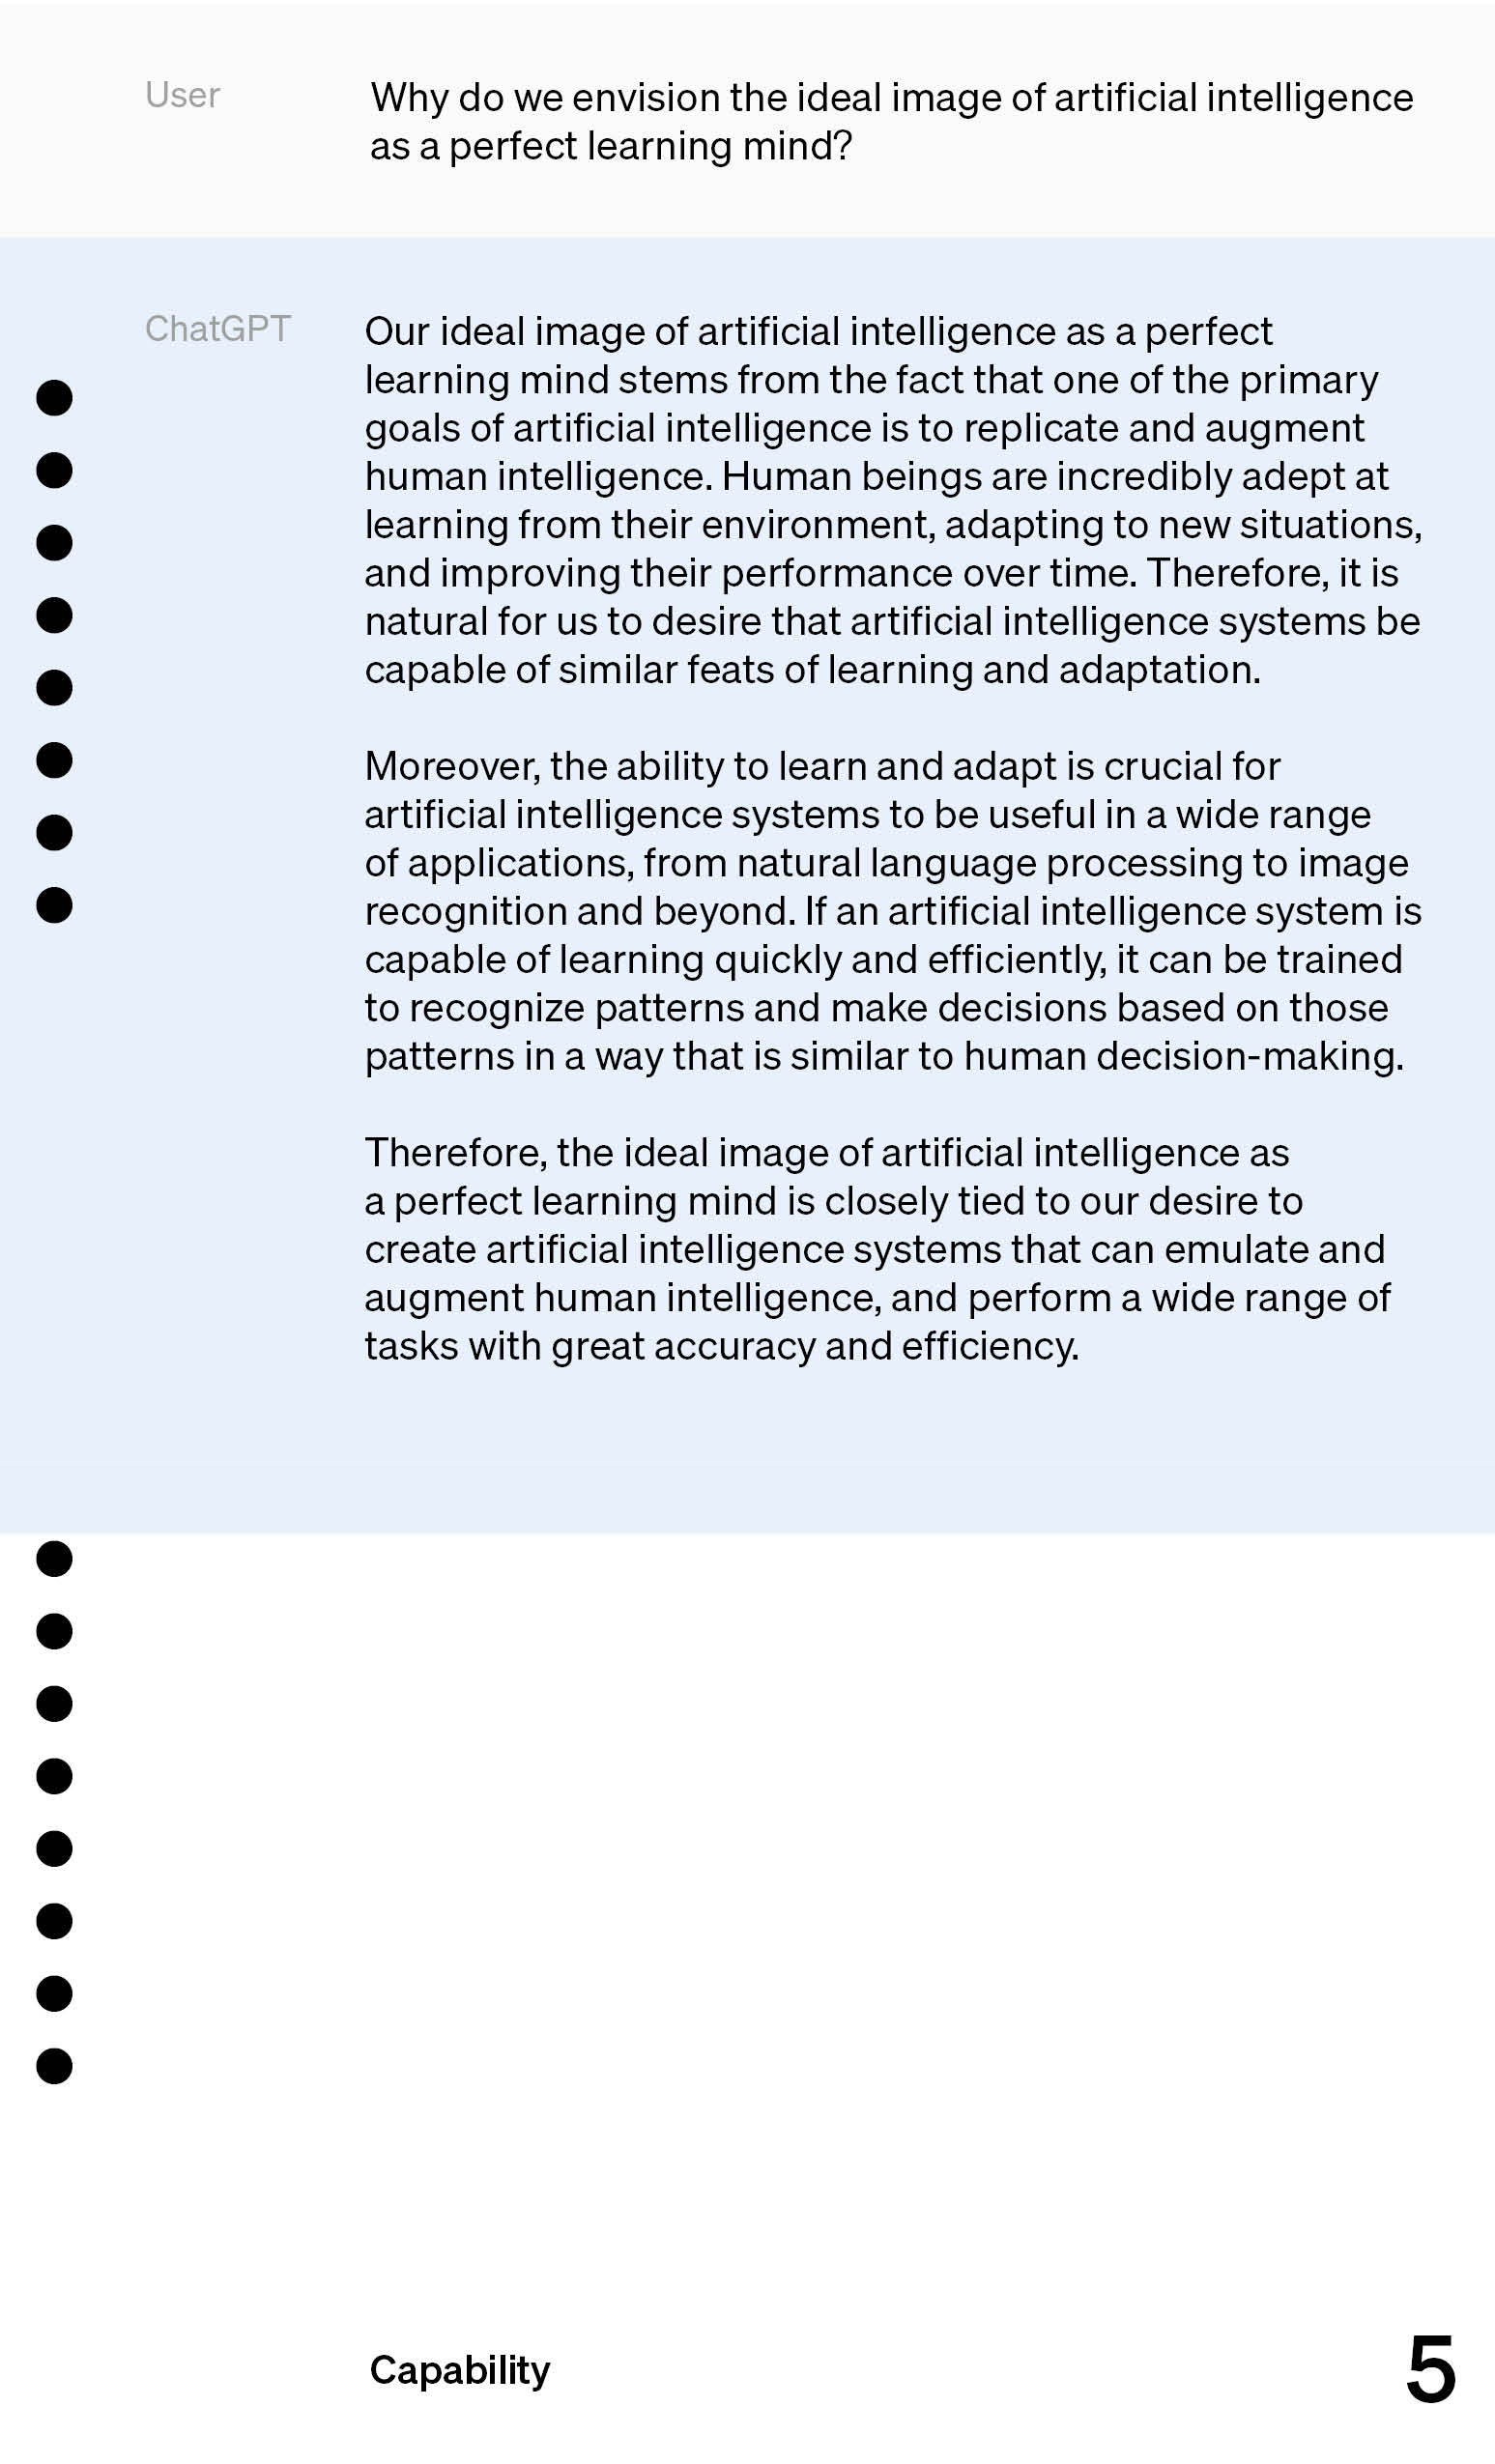 User
Why do we envision the ideal image of artificial intelligence
as a perfect learning mind?
ChatGPT
Our ideal image of artificial intelligence as a perfect
learning mind stems from the fact that one of the primary
goals of artificial intelligence is to replicate and augment
human intelligence. Human beings are incredibly adept at
learning from their environment, adapting to new situations,
and improving their performance over time. Therefore, it is
natural for us to desire that artificial intelligence systems be
capable of similar feats of learning and adaptation.
Moreover, the ability to learn and adapt is crucial for
artificial intelligence systems to be useful in a wide range
of applications, from natural language processing to image
recognition and beyond. If an artificial intelligence system is
capable of learning quickly and efficiently, it can be trained
to recognize patterns and make decisions based on those
patterns in a way that is similar to human decision-making.
Therefore, the ideal image of artificial intelligence as
a perfect learning mind is closely tied to our desire to
create artificial intelligence systems that can emulate and
augment human intelligence, and perform a wide range of
tasks with great accuracy and efficiency.
Capability
5